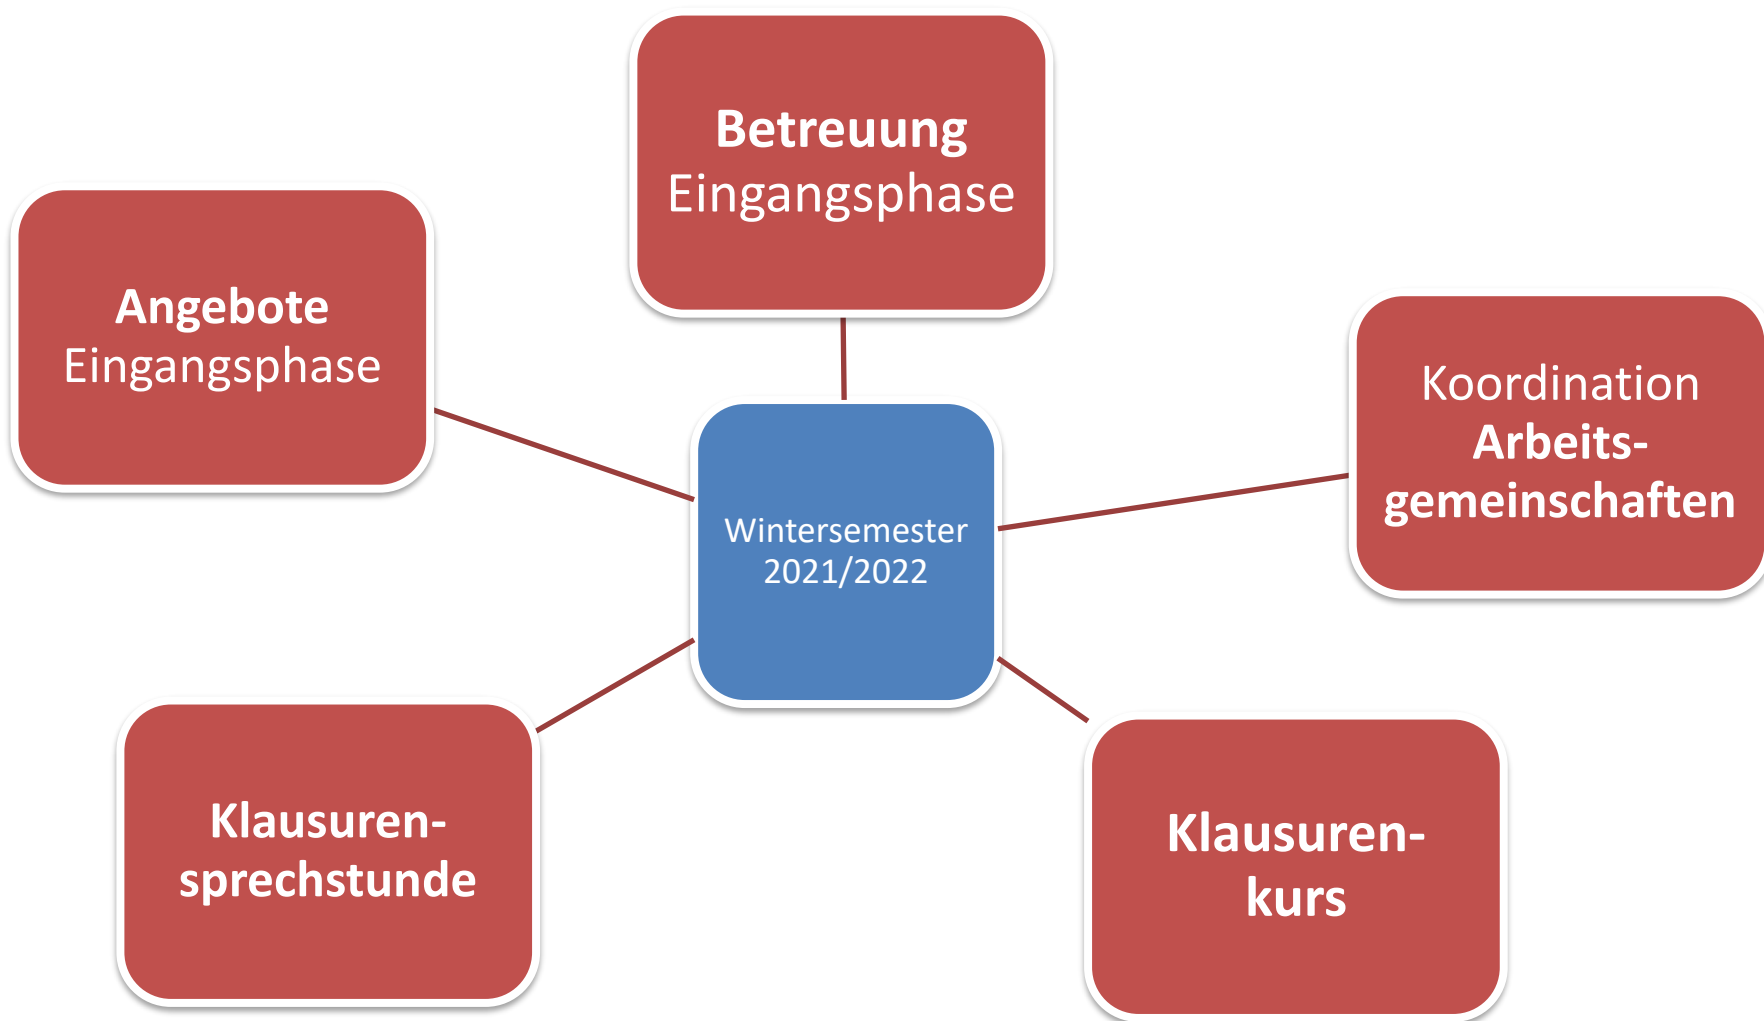 Betreuung
Eingangsphase
Angebote
Eingangsphase
Koordination
Arbeits-
gemeinschaften
Wintersemester
2021/2022
Klausuren-
sprechstunde
Klausuren-
kurs